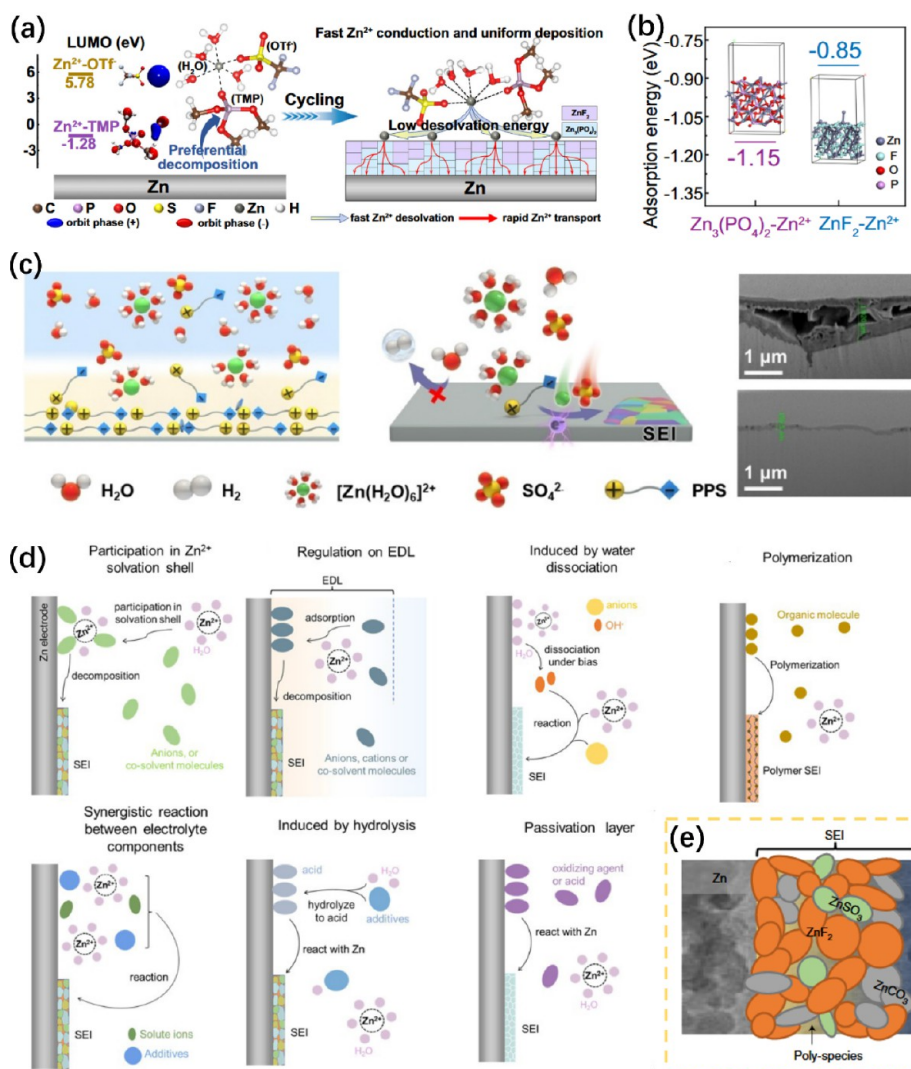 (a)
LUMO (eV)
Zn²⁺-OTf⁻
5.78
6
3
0
Zn²⁺-TMP
-1.28
(H₂O)
(OTf⁻)
(TMP)
Preferential
decomposition
Cycling
Fast Zn²⁺ conduction and uniform deposition
ZnF₂
Zn₃(PO₄)₂
Low desolvation energy
Zn
Zn
C P O S F Zn H
orbit phase (+) orbit phase (-)
fast Zn²⁺ desolvation rapid Zn²⁺ transport
(b)
Adsorption energy (eV)
-0.75
-0.90
-1.05
-1.20
-1.35
-0.85
-1.15
Zn
F
O
P
Zn₃(PO₄)₂-Zn²⁺ ZnF₂-Zn²⁺
(c)
SEI
1 μm
1 μm
H₂O H₂ [Zn(H₂O)₆]²⁺ SO₄²⁻ PPS
(d)
Participation in Zn²⁺
solvation shell
Zn electrode
participation in
solvation shell
Zn²⁺
Zn²⁺
H₂O
decomposition
SEI
Anions, or
co-solvent molecules
Regulation on EDL
EDL
adsorption
Zn²⁺
decomposition
SEI
Anions, cations or
co-solvent molecules
Induced by water
dissociation
anions
OH⁻
Zn²⁺
H₂O
dissociation
under bias
reaction
Zn²⁺
SEI
Polymerization
Organic molecule
Polymerization
Zn²⁺
Polymer SEI
Synergistic reaction
between electrolyte
components
Zn²⁺
Zn²⁺
reaction
SEI
Solute ions
Additives
Induced by hydrolysis
acid
H₂O
hydrolyze
to acid
additives
react with Zn
Zn²⁺
H₂O
SEI
Passivation layer
oxidizing agent
or acid
react with Zn
Zn²⁺
H₂O
SEI
(e)
SEI
Zn
ZnSO₃
ZnF₂
ZnCO₃
Poly-species